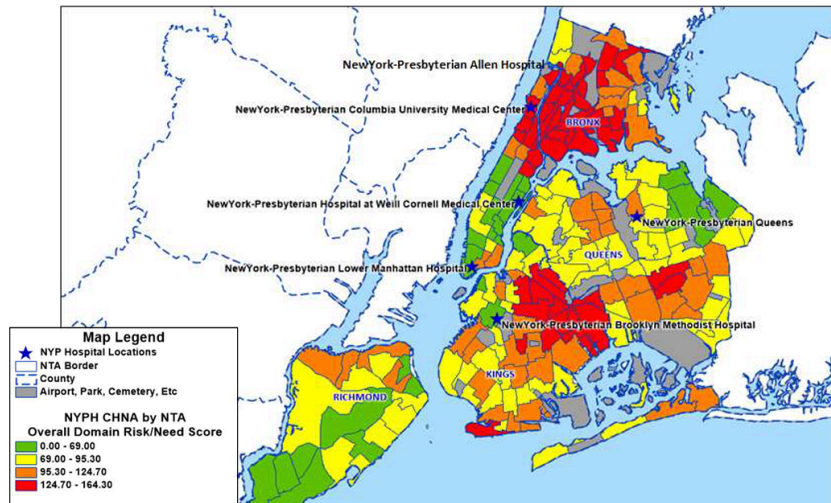 NewYork-Presbyterian Allen Hospital
NewYork-Presbyterian Columbia University Medical Center
BRONX
NewYork-Presbyterian Hospital at Weill Cornell Medical Center
NewYork-Presbyterian Queens
QUEENS
NewYork-Presbyterian Lower Manhattan Hospital
NewYork-Presbyterian Brooklyn Methodist Hospital
KINGS
RICHMOND
Map Legend
NYP Hospital Locations
NTA Border
County
Airport, Park, Cemetery, Etc
NYPH CHNA by NTA
Overall Domain Risk/Need Score
0.00 - 69.00
69.00 - 95.30
95.30 - 124.70
124.70 - 164.30